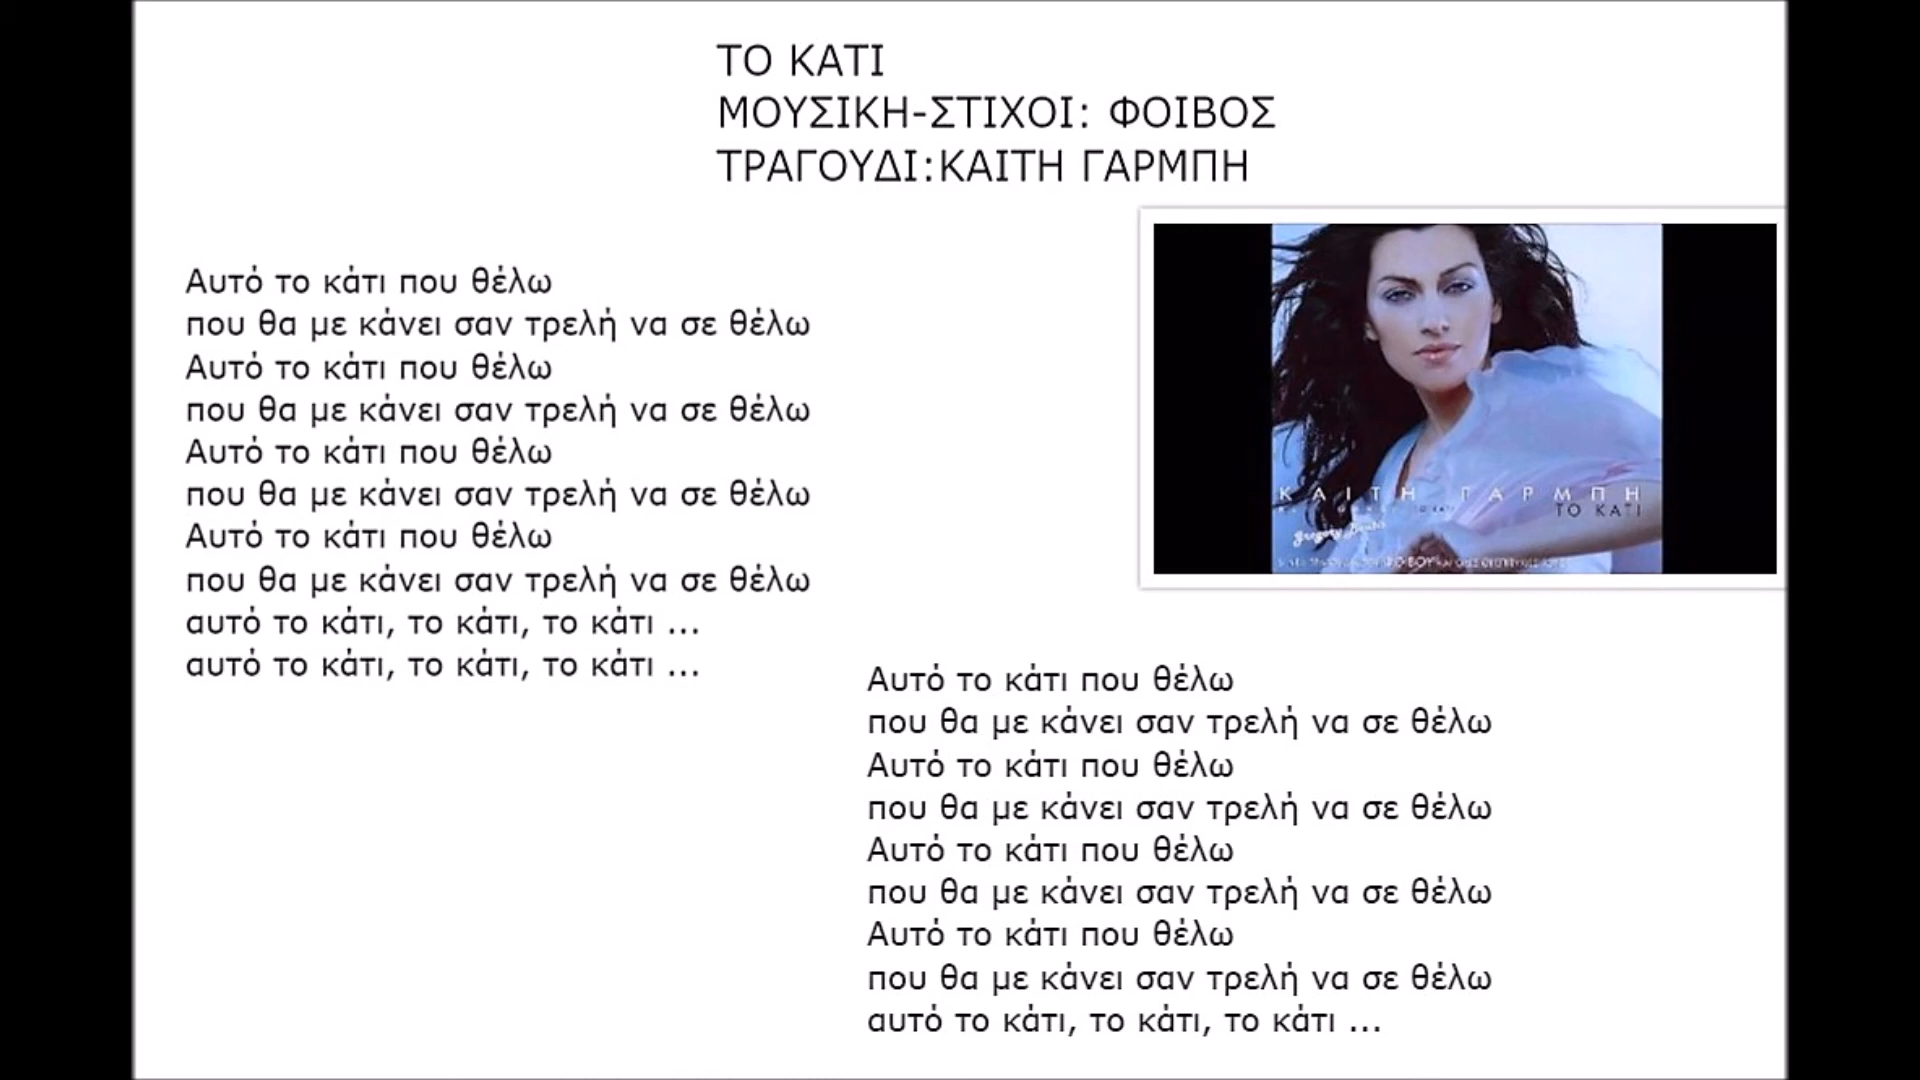 ΤΟ ΚΑΤΙ
ΜΟΥΣΙΚΗ-ΣΤΙΧΟΙ: ΦΟΙΒΟΣ
ΤΡΑΓΟΥΔΙ:ΚΑΙΤΗ ΓΑΡΜΠΗ
Αυτό το κάτι που θέλω
που θα με κάνει σαν τρελή να σε θέλω
Αυτό το κάτι που θέλω
που θα με κάνει σαν τρελή να σε θέλω
Αυτό το κάτι που θέλω
που θα με κάνει σαν τρελή να σε θέλω
Αυτό το κάτι που θέλω
που θα με κάνει σαν τρελή να σε θέλω
αυτό το κάτι, το κάτι, το κάτι ...
αυτό το κάτι, το κάτι, το κάτι ...
ΚΑΙΤΗ ΓΑΡΜΠΗ
ΤΟ ΚΑΤΙ
Αυτό το κάτι που θέλω
που θα με κάνει σαν τρελή να σε θέλω
Αυτό το κάτι που θέλω
που θα με κάνει σαν τρελή να σε θέλω
Αυτό το κάτι που θέλω
που θα με κάνει σαν τρελή να σε θέλω
Αυτό το κάτι που θέλω
που θα με κάνει σαν τρελή να σε θέλω
αυτό το κάτι, το κάτι, το κάτι ...